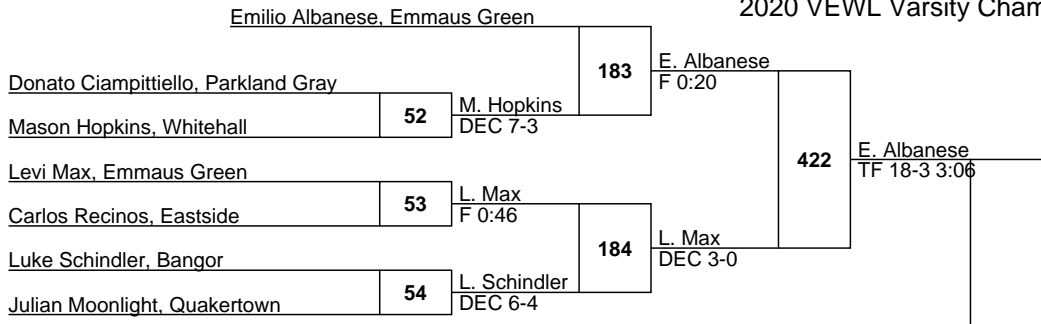 2020 VEWL Varsity Cham
Emilio Albanese, Emmaus Green
183
E. Albanese
F 0:20
Donato Ciampittiello, Parkland Gray
52
M. Hopkins
DEC 7-3
Mason Hopkins, Whitehall
422
E. Albanese
TF 18-3 3:06
Levi Max, Emmaus Green
53
L. Max
F 0:46
Carlos Recinos, Eastside
184
L. Max
DEC 3-0
Luke Schindler, Bangor
54
L. Schindler
DEC 6-4
Julian Moonlight, Quakertown